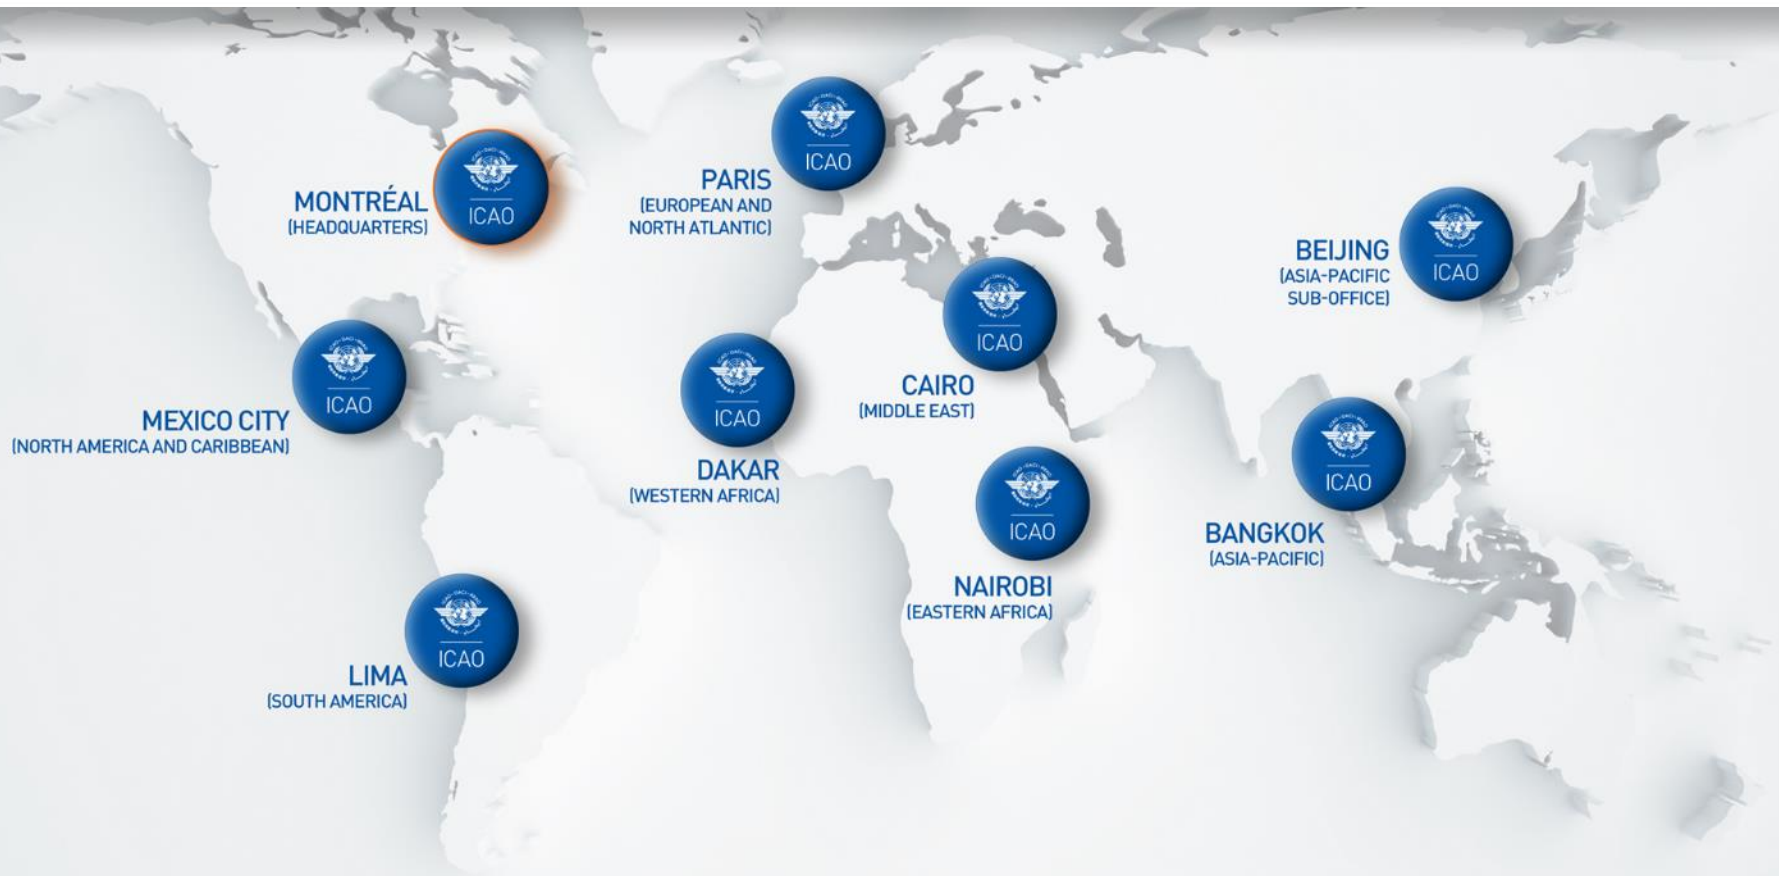 ICAO
PARIS
(EUROPEAN AND
NORTH ATLANTIC)
ICAO
MONTRÉAL
(HEADQUARTERS)
ICAO
BEIJING
(ASIA-PACIFIC
SUB-OFFICE)
ICAO
CAIRO
(MIDDLE EAST)
ICAO
MEXICO CITY
(NORTH AMERICA AND CARIBBEAN)
ICAO
DAKAR
(WESTERN AFRICA)
ICAO
BANGKOK
(ASIA-PACIFIC)
ICAO
NAIROBI
(EASTERN AFRICA)
ICAO
LIMA
(SOUTH AMERICA)